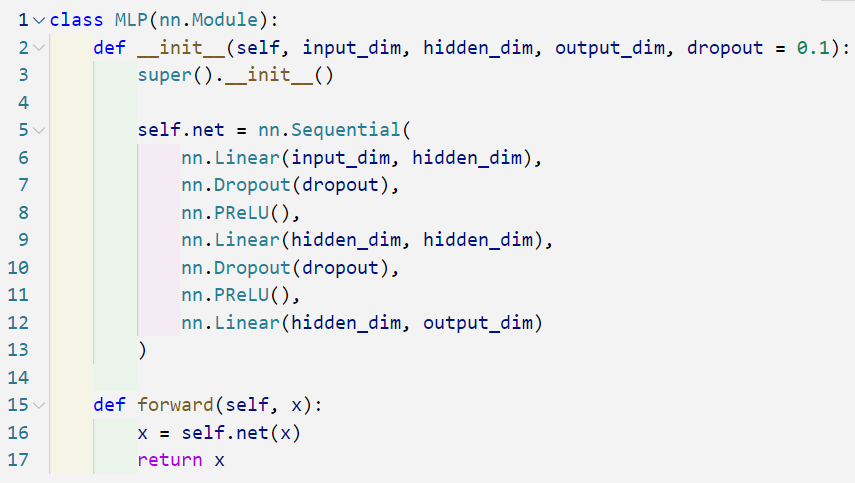 1 class MLP(nn.Module):
2     def __init__(self, input_dim, hidden_dim, output_dim, dropout = 0.1):
3         super().__init__()
4
5         self.net = nn.Sequential(
6             nn.Linear(input_dim, hidden_dim),
7             nn.Dropout(dropout),
8             nn.PReLU(),
9             nn.Linear(hidden_dim, hidden_dim),
10             nn.Dropout(dropout),
11             nn.PReLU(),
12             nn.Linear(hidden_dim, output_dim)
13         )
14
15     def forward(self, x):
16         x = self.net(x)
17         return x